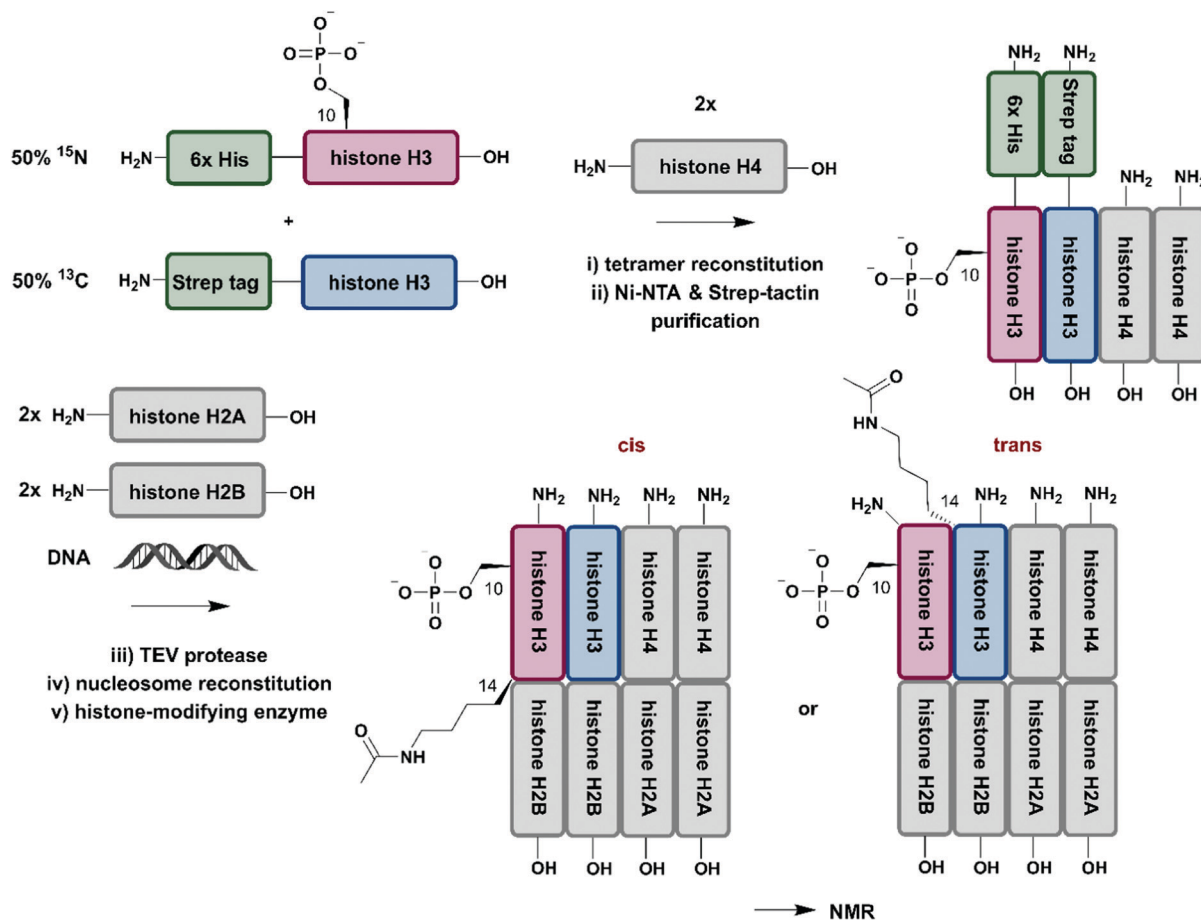 O⁻
O=P–O⁻
O
10
50% ¹⁵N
H₂N
6x His
histone H3
OH
+
50% ¹³C
H₂N
Strep tag
histone H3
OH
2x
H₂N
histone H4
OH
i) tetramer reconstitution
ii) Ni-NTA & Strep-tactin
purification
NH₂
NH₂
6x His
Strep tag
NH₂
NH₂
O⁻
⁻O–P–O
O
10
histone H3
histone H3
histone H4
histone H4
OH
OH
OH
OH
2x H₂N
histone H2A
OH
2x H₂N
histone H2B
OH
DNA
iii) TEV protease
iv) nucleosome reconstitution
v) histone-modifying enzyme
cis
NH₂
NH₂
NH₂
NH₂
O⁻
⁻O–P–O
O
10
histone H3
histone H3
histone H4
histone H4
14
O
NH
histone H2B
histone H2B
histone H2A
histone H2A
OH
OH
OH
OH
or
trans
O
HN
14
H₂N
NH₂
NH₂
NH₂
O⁻
⁻O–P–O
O
10
histone H3
histone H3
histone H4
histone H4
histone H2B
histone H2B
histone H2A
histone H2A
OH
OH
OH
OH
NMR